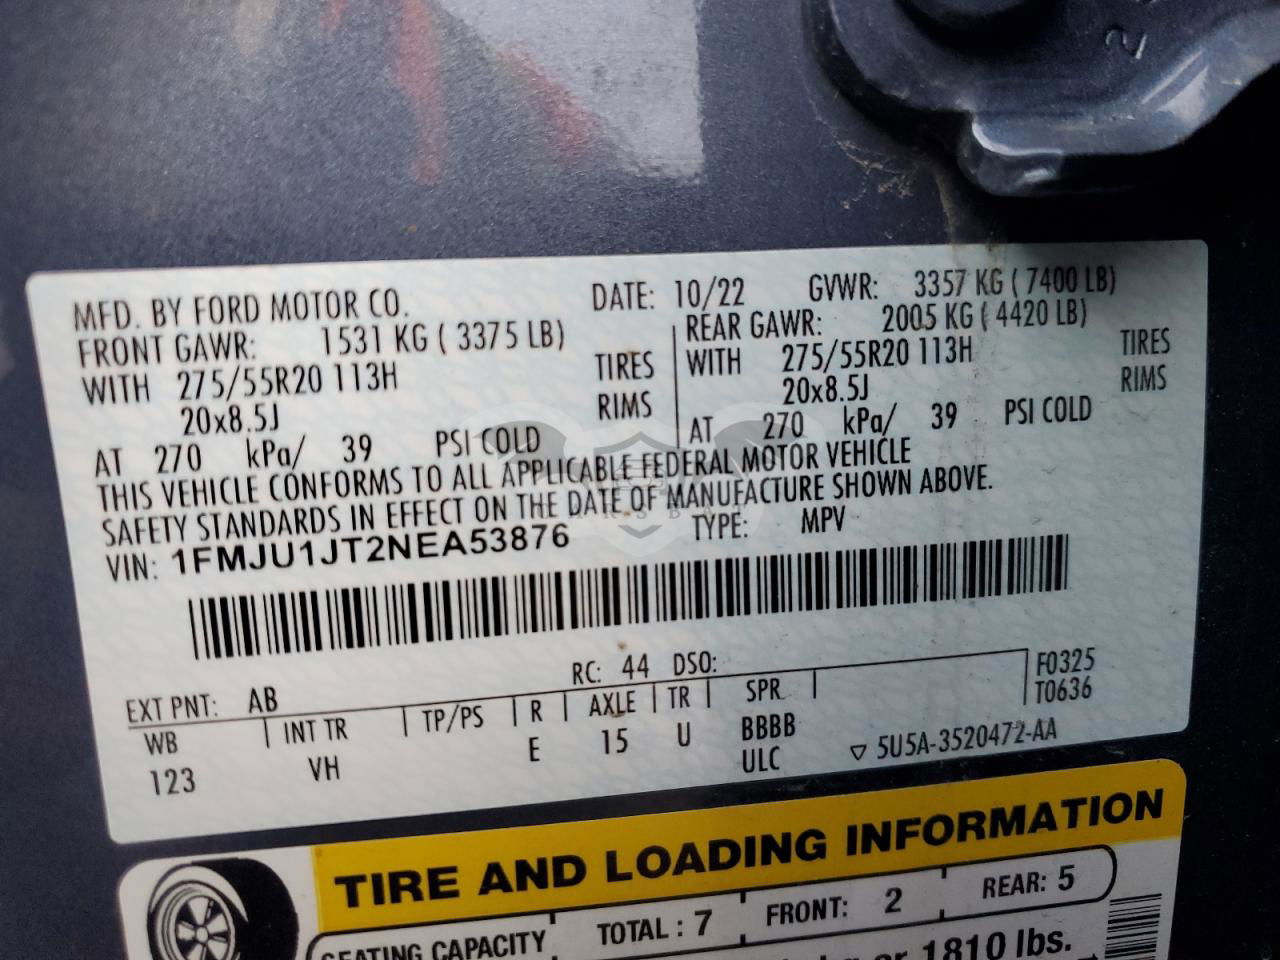 2
MFD. BY FORD MOTOR CO. DATE: 10/22 GVWR: 3357 KG ( 7400 LB)
FRONT GAWR: 1531 KG ( 3375 LB) REAR GAWR: 2005 KG ( 4420 LB)
WITH 275/55R20 113H TIRES WITH 275/55R20 113H TIRES
20x8.5J RIMS 20x8.5J RIMS
AT 270 kPa/ 39 PSI COLD AT 270 kPa/ 39 PSI COLD
THIS VEHICLE CONFORMS TO ALL APPLICABLE FEDERAL MOTOR VEHICLE
SAFETY STANDARDS IN EFFECT ON THE DATE OF MANUFACTURE SHOWN ABOVE.
VIN: 1FMJU1JT2NEA53876 TYPE: MPV
EXT PNT: AB RC: 44 DSO: F0325
WB INT TR TP/PS R AXLE TR SPR T0636
123 VH E 15 U BBBB
ULC 5U5A-3520472-AA
TIRE AND LOADING INFORMATION
SEATING CAPACITY TOTAL : 7 FRONT: 2 REAR: 5
kg or 1810 lbs.